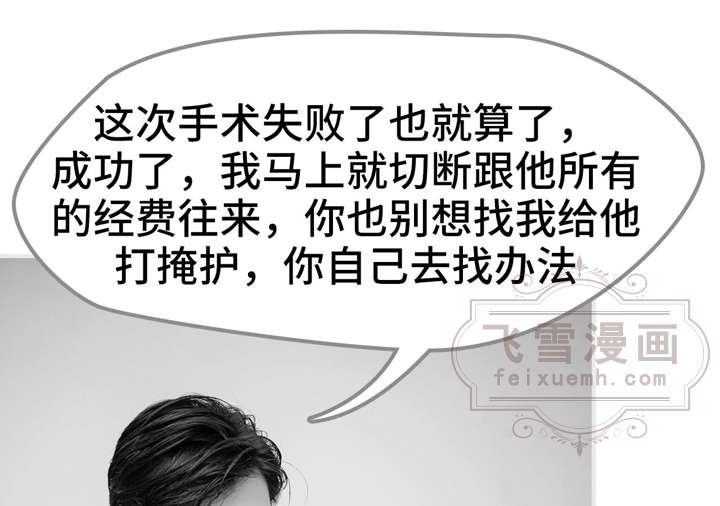 这次手术失败了也就算了，
成功了，我马上就切断跟他所有
的经费往来，你也别想找我给他
打掩护，你自己去找办法
飞雪漫画
feixuemh.com